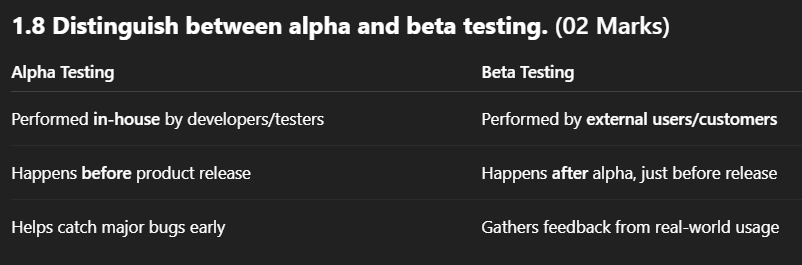 1.8 Distinguish between alpha and beta testing. (02 Marks)
Alpha Testing Beta Testing
Performed in-house by developers/testers Performed by external users/customers
Happens before product release Happens after alpha, just before release
Helps catch major bugs early Gathers feedback from real-world usage